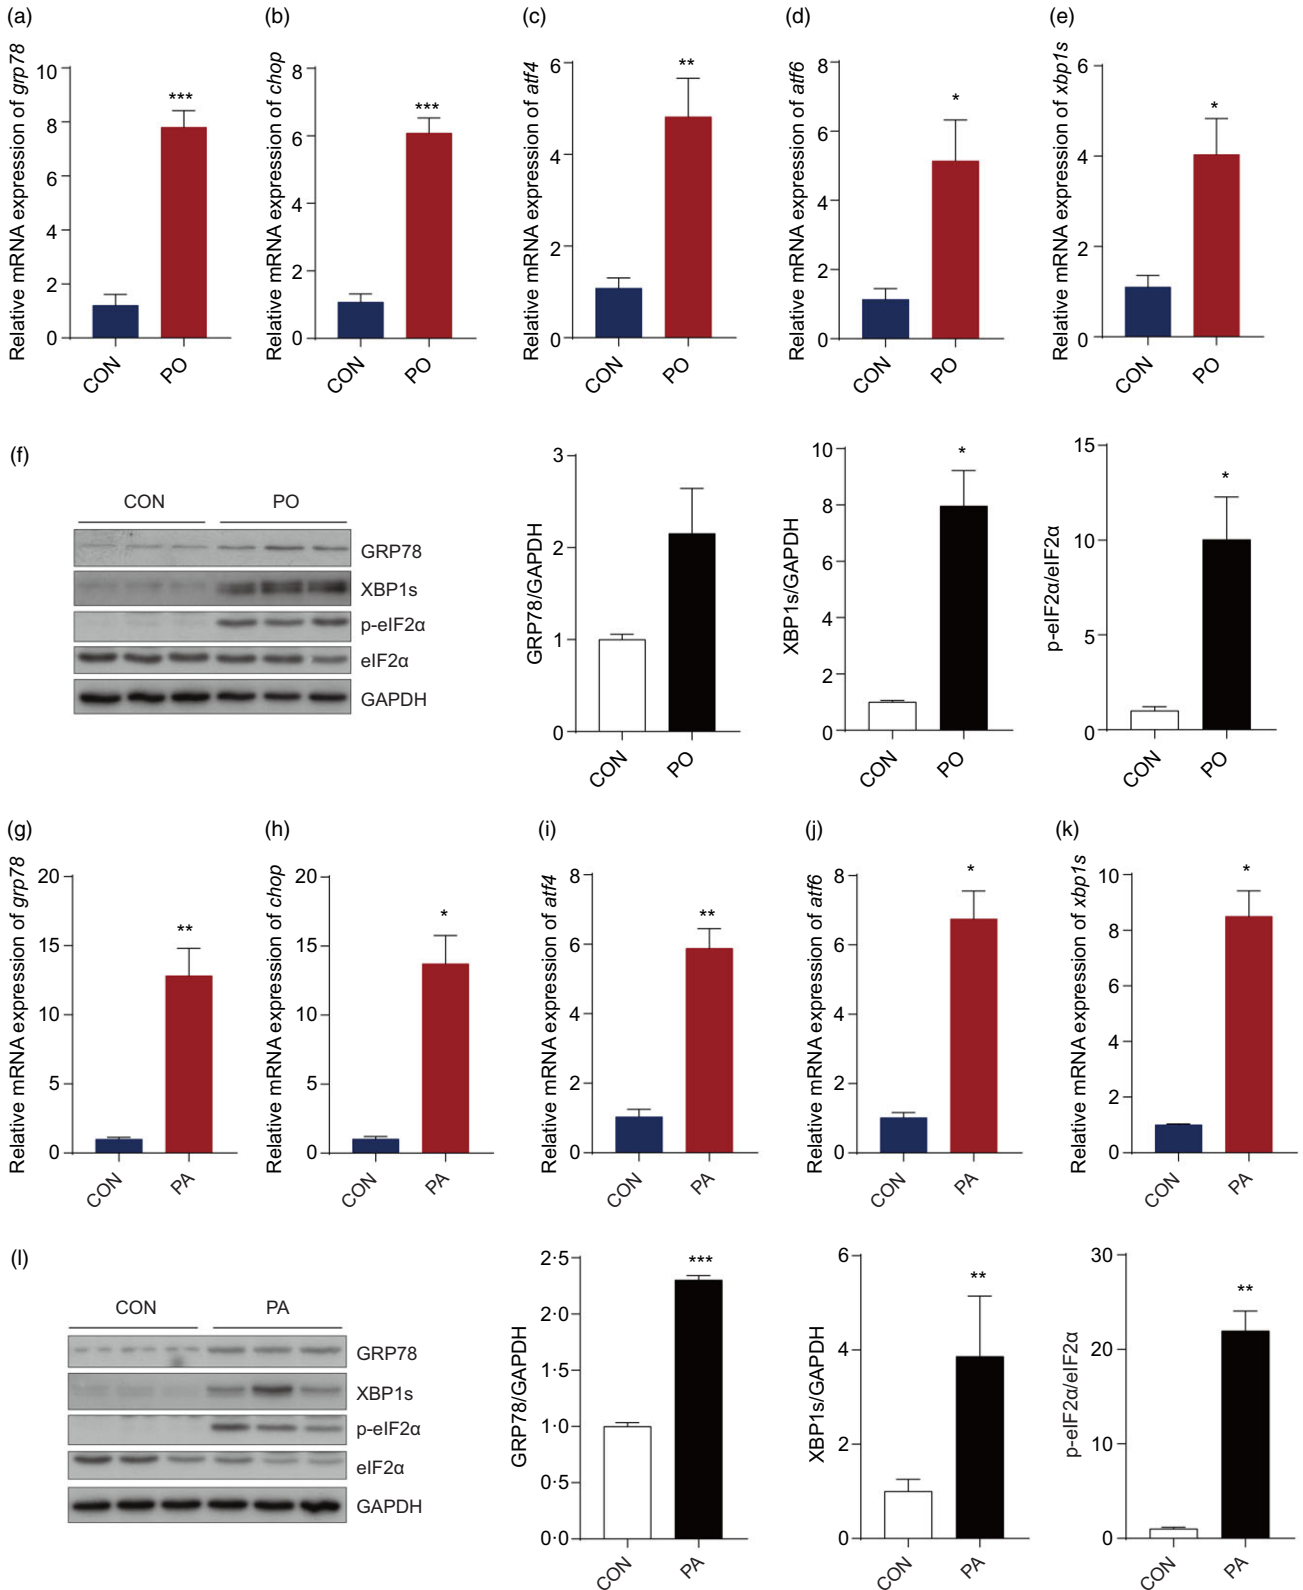 (a)
(b)
(c)
(d)
(e)
Relative mRNA expression of grp78
10
8
6
4
2
0
***
CON
PO
Relative mRNA expression of chop
8
6
4
2
0
***
CON
PO
Relative mRNA expression of atf4
6
4
2
0
**
CON
PO
Relative mRNA expression of atf6
8
6
4
2
0
*
CON
PO
Relative mRNA expression of xbp1s
6
4
2
0
*
CON
PO
(f)
CON
PO
GRP78
XBP1s
p-eIF2α
eIF2α
GAPDH
GRP78/GAPDH
3
2
1
0
CON
PO
XBP1s/GAPDH
10
8
6
4
2
0
*
CON
PO
p-eIF2α/eIF2α
15
10
5
0
*
CON
PO
(g)
(h)
(i)
(j)
(k)
Relative mRNA expression of grp78
20
15
10
5
0
**
CON
PA
Relative mRNA expression of chop
20
15
10
5
0
*
CON
PA
Relative mRNA expression of atf4
8
6
4
2
0
**
CON
PA
Relative mRNA expression of atf6
8
6
4
2
0
*
CON
PA
Relative mRNA expression of xbp1s
10
8
6
4
2
0
*
CON
PA
(l)
CON
PA
GRP78
XBP1s
p-eIF2α
eIF2α
GAPDH
GRP78/GAPDH
2·5
2·0
1·5
1·0
0·5
0·0
***
CON
PA
XBP1s/GAPDH
6
4
2
0
**
CON
PA
p-eIF2α/eIF2α
30
20
10
0
**
CON
PA